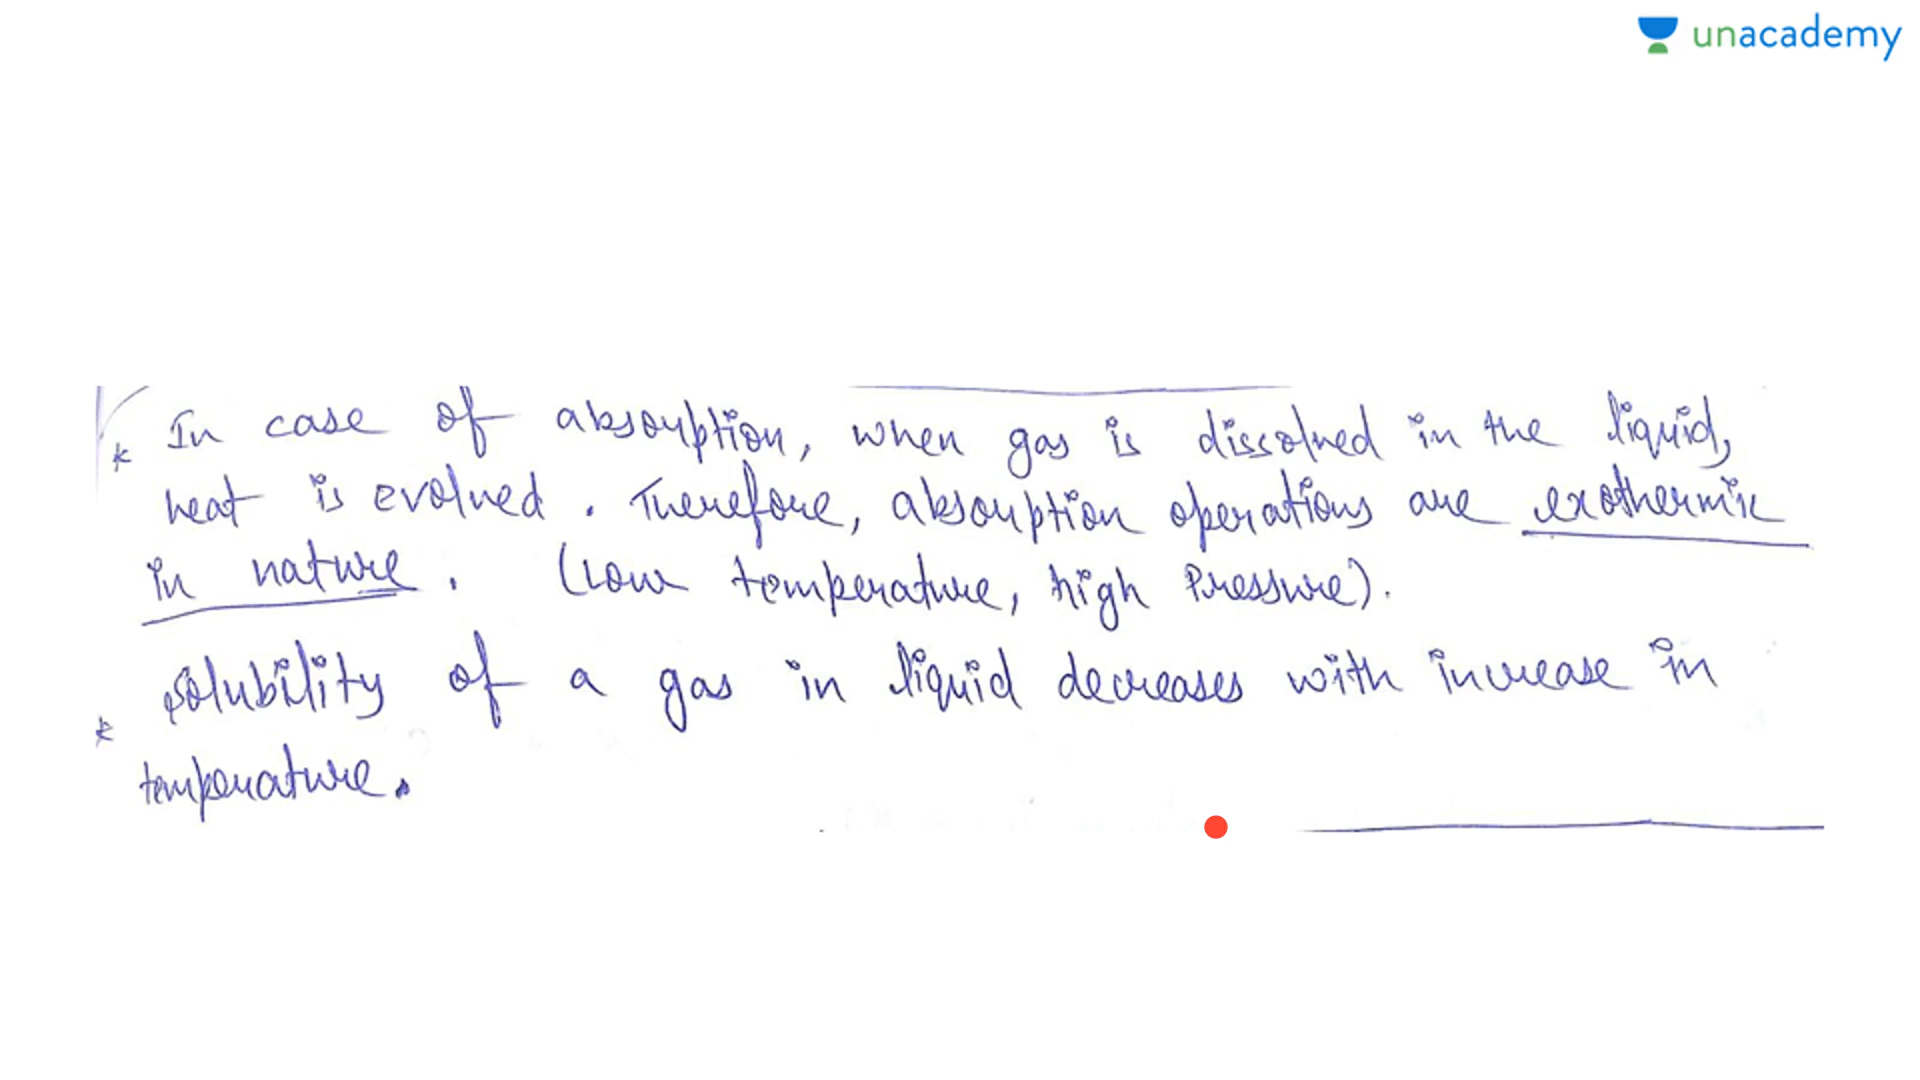 unacademy
* In case of absorption, when gas is dissolved in the liquid,
heat is evolved. Therefore, absorption operations are exothermic
in nature. (Low temperature, high Pressure).
* solubility of a gas in liquid decreases with increase in
temperature.